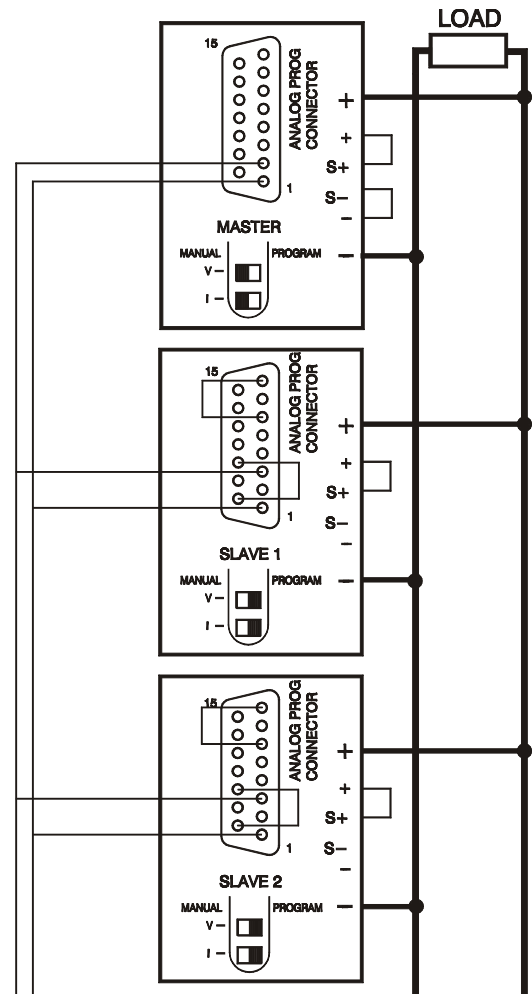 LOAD
15
ANALOG PROG
CONNECTOR
+
+
S+
S–
–
1
MASTER
MANUAL
PROGRAM
–
V –
I –
15
ANALOG PROG
CONNECTOR
+
+
S+
S–
–
1
SLAVE 1
MANUAL
PROGRAM
–
V –
I –
15
ANALOG PROG
CONNECTOR
+
+
S+
S–
–
1
SLAVE 2
MANUAL
PROGRAM
–
V –
I –